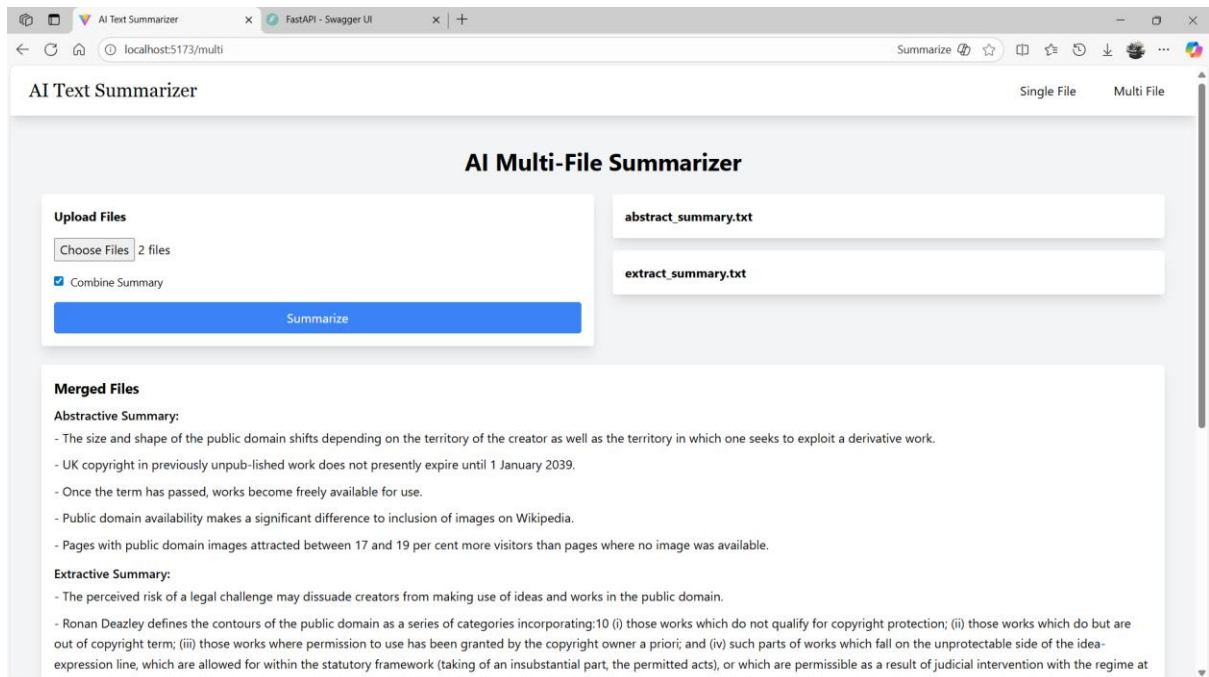 AI Text Summarizer
FastAPI - Swagger UI
localhost:5173/multi
Summarize
AI Text Summarizer
Single File
Multi File
AI Multi-File Summarizer
Upload Files
Choose Files 2 files
Combine Summary
Summarize
abstract_summary.txt
extract_summary.txt
Merged Files
Abstractive Summary:
- The size and shape of the public domain shifts depending on the territory of the creator as well as the territory in which one seeks to exploit a derivative work.
- UK copyright in previously unpub-lished work does not presently expire until 1 January 2039.
- Once the term has passed, works become freely available for use.
- Public domain availability makes a significant difference to inclusion of images on Wikipedia.
- Pages with public domain images attracted between 17 and 19 per cent more visitors than pages where no image was available.
Extractive Summary:
- The perceived risk of a legal challenge may dissuade creators from making use of ideas and works in the public domain.
- Ronan Deazley defines the contours of the public domain as a series of categories incorporating:10 (i) those works which do not qualify for copyright protection; (ii) those works which do but are
out of copyright term; (iii) those works where permission to use has been granted by the copyright owner a priori; and (iv) such parts of works which fall on the unprotectable side of the idea-
expression line, which are allowed for within the statutory framework (taking of an insubstantial part, the permitted acts), or which are permissible as a result of judicial intervention with the regime at